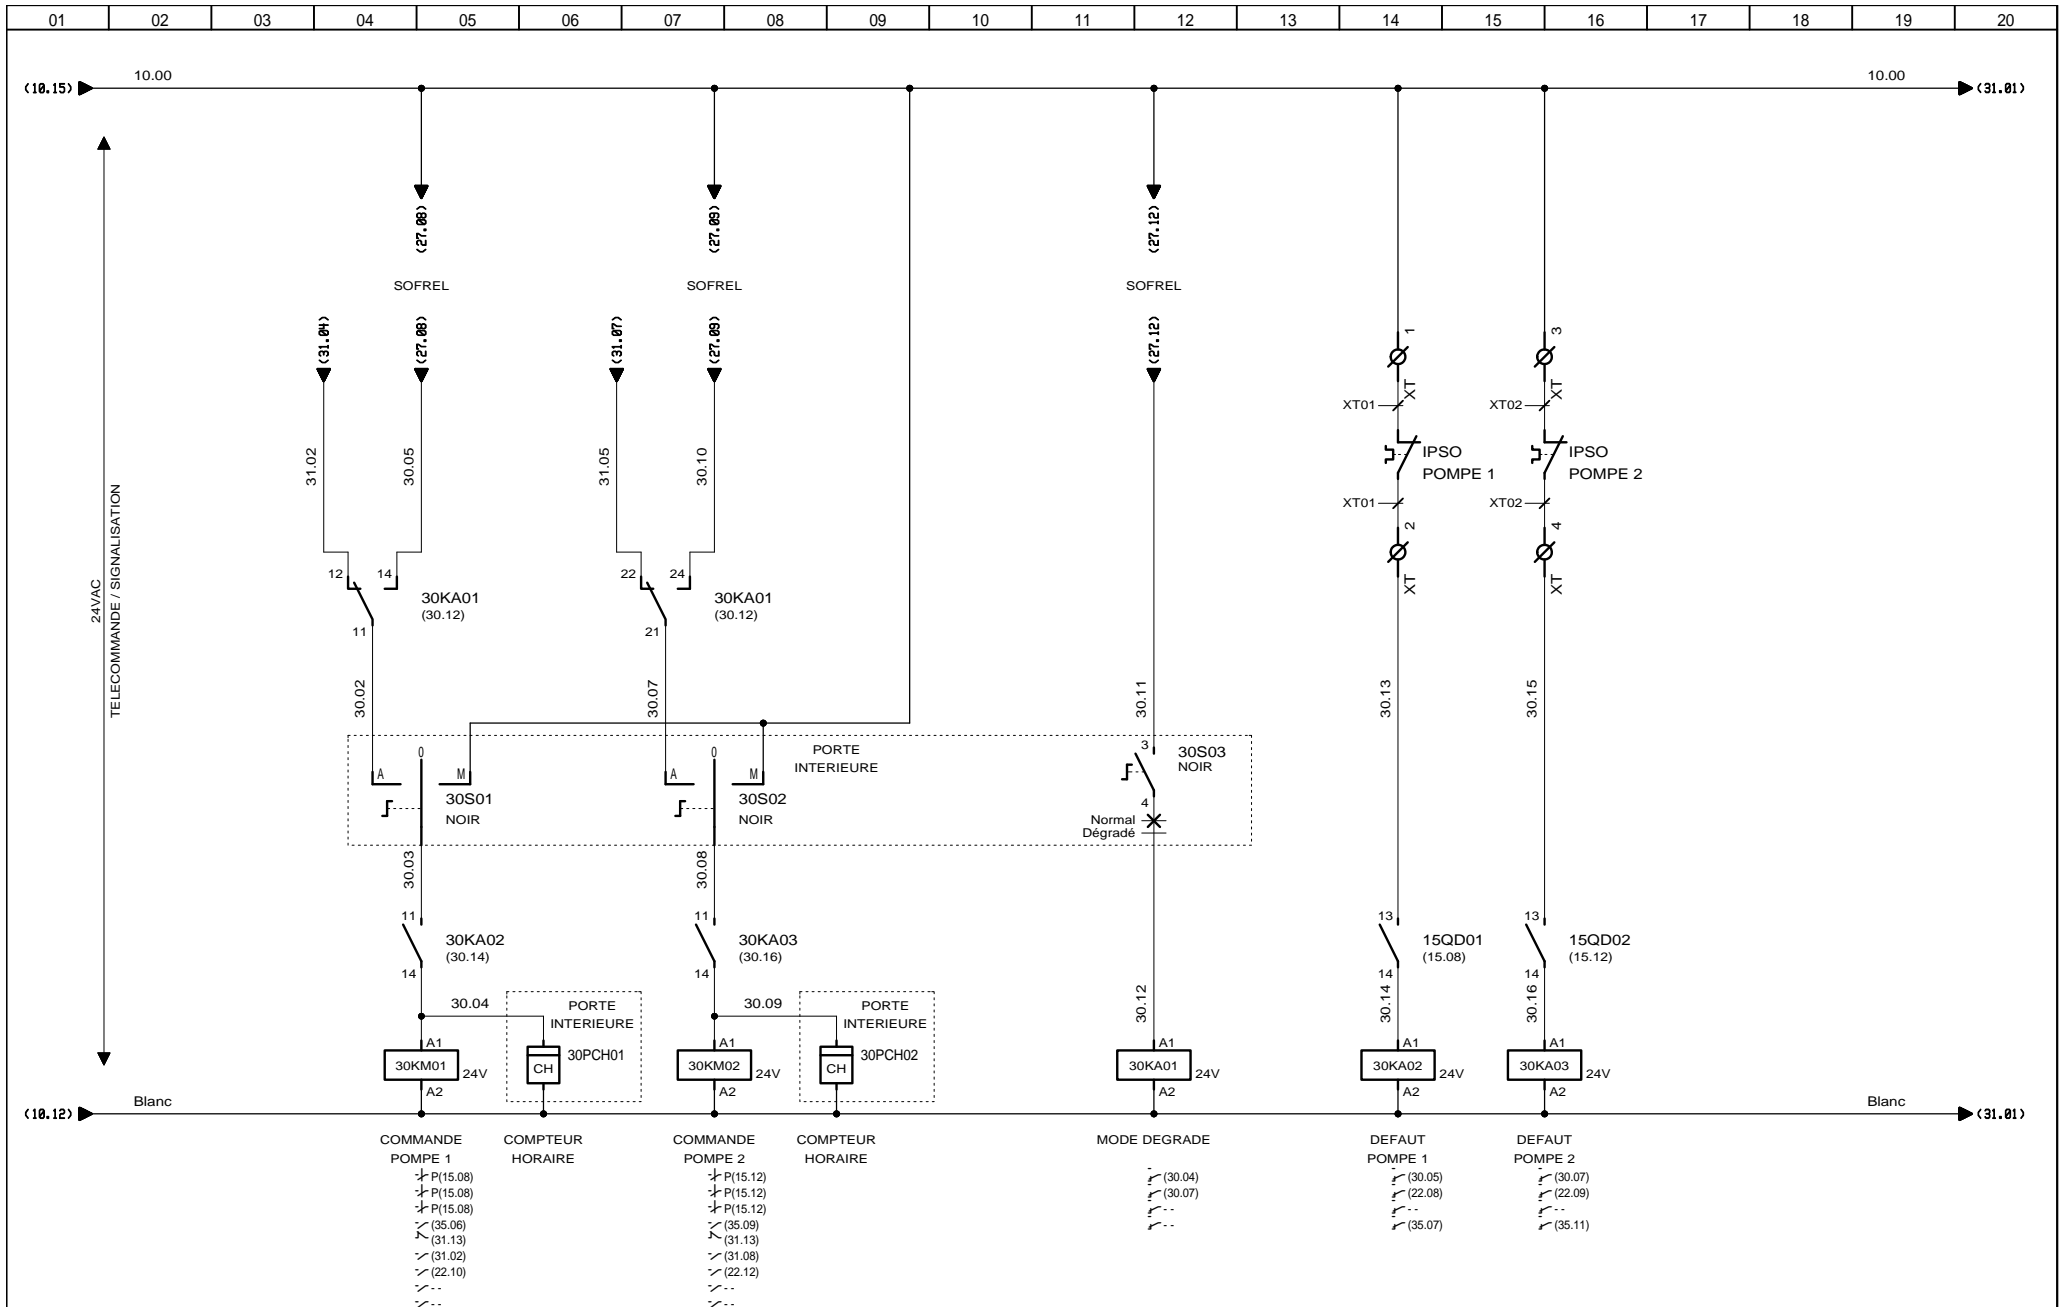 01 02 03 04 05 06 07 08 09 10 11 12 13 14 15 16 17 18 19 20
10.00 10.00
(10.15) (31.01)
(27.08) (27.09) (27.12)
SOFREL SOFREL SOFREL
(31.04) (27.08) (31.07) (27.09) (27.12)
1 3
XT XT
XT01 XT02
31.02 30.05 31.05 30.10
IPSO IPSO
POMPE 1 POMPE 2
XT01 XT02
2 4
XT XT
24VAC
TELECOMMANDE / SIGNALISATION
12 14 22 24
30KA01 30KA01
(30.12) (30.12)
11 21
30.02 30.07 30.11 30.13 30.15
0 0 PORTE 3 30S03
INTERIEURE NOIR
A M A M
30S01 30S02 4
NOIR NOIR Normal
Dégradé
30.03 30.08
11 11 13 13
30KA02 30KA03 15QD01 15QD02
(30.14) (30.16) (15.08) (15.12)
14 14 14 14
30.04 PORTE 30.09 PORTE 30.12 30.14 30.16
INTERIEURE INTERIEURE
A1 A1 A1 A1 A1
30PCH01 30PCH02
30KM01 24V CH 30KM02 24V CH 30KA01 24V 30KA02 24V 30KA03 24V
A2 A2 A2 A2 A2
Blanc Blanc
(10.12) (31.01)
COMMANDE COMPTEUR COMMANDE COMPTEUR MODE DEGRADE DEFAUT DEFAUT
POMPE 1 HORAIRE POMPE 2 HORAIRE POMPE 1 POMPE 2
P(15.08) P(15.12) (30.04) (30.05) (30.07)
P(15.08) P(15.12) (30.07) (22.08) (22.09)
P(15.08) P(15.12) -- -- --
(35.06) (35.09) -- (35.07) (35.11)
(31.13) (31.13)
(31.02) (31.08)
(22.10) (22.12)
-- --
-- --